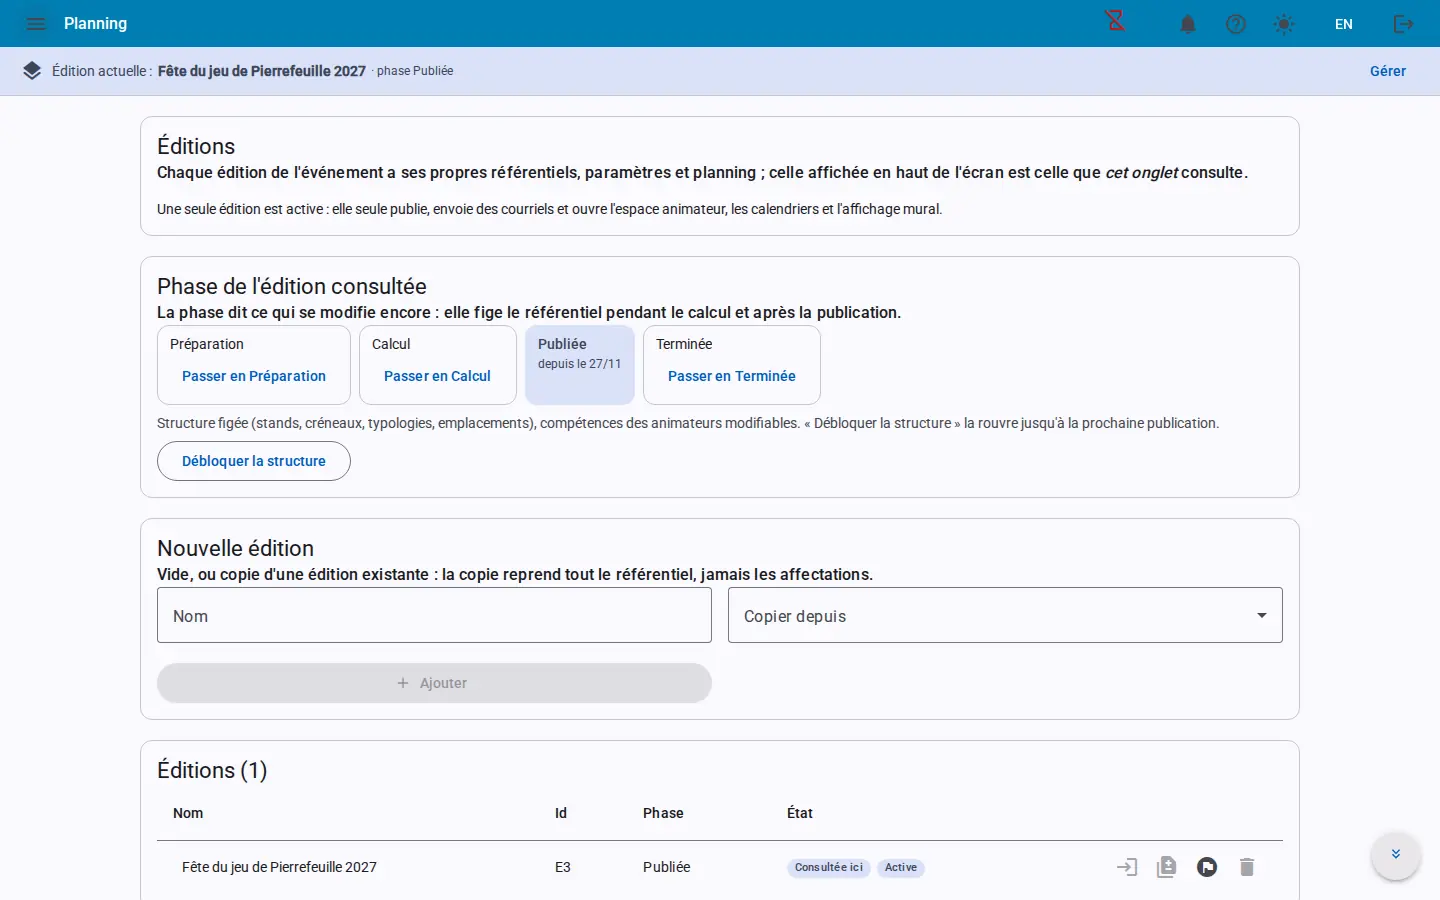 Planning
EN
Édition actuelle : Fête du jeu de Pierrefeuille 2027 · phase Publiée
Gérer
Éditions
Chaque édition de l'événement a ses propres référentiels, paramètres et planning ; celle affichée en haut de l'écran est celle que cet onglet consulte.
Une seule édition est active : elle seule publie, envoie des courriels et ouvre l'espace animateur, les calendriers et l'affichage mural.
Phase de l'édition consultée
La phase dit ce qui se modifie encore : elle fige le référentiel pendant le calcul et après la publication.
Préparation
Passer en Préparation
Calcul
Passer en Calcul
Publiée
depuis le 27/11
Terminée
Passer en Terminée
Structure figée (stands, créneaux, typologies, emplacements), compétences des animateurs modifiables. « Débloquer la structure » la rouvre jusqu'à la prochaine publication.
Débloquer la structure
Nouvelle édition
Vide, ou copie d'une édition existante : la copie reprend tout le référentiel, jamais les affectations.
Nom
Copier depuis
Ajouter
Éditions (1)
Nom Id Phase État
Fête du jeu de Pierrefeuille 2027 E3 Publiée Consultée ici Active